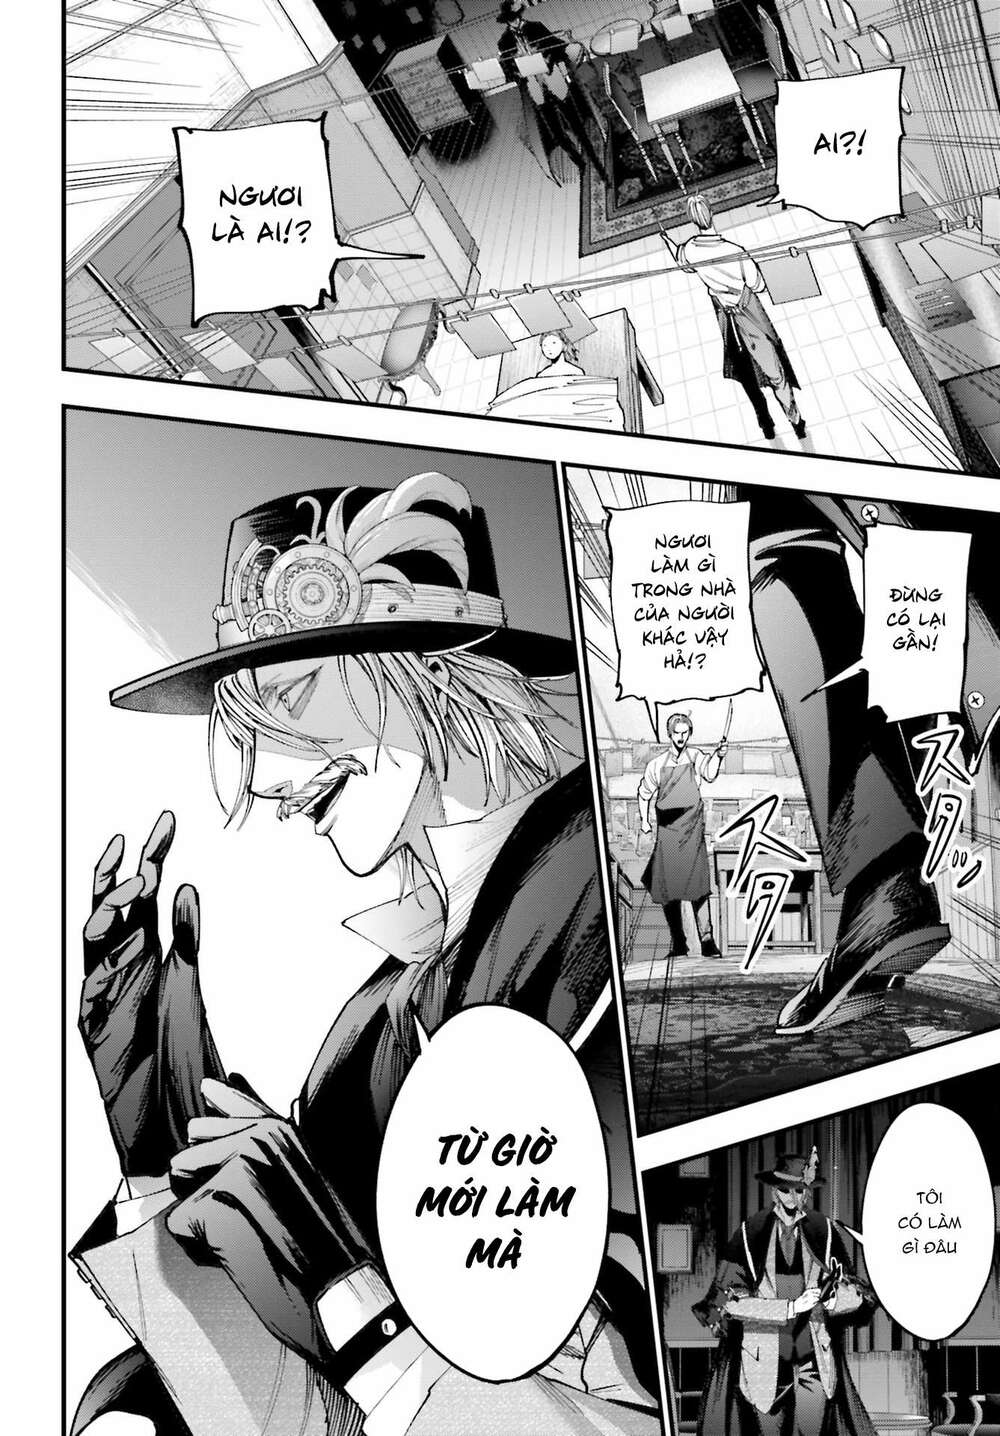 AI?!
NGƯƠI
LÀ AI!?
ĐỪNG
CÓ LẠI
GẦN!
NGƯƠI
LÀM GÌ
TRONG NHÀ
CỦA NGƯỜI
KHÁC VẬY
HẢ!?
スタ
スタ
TÔI
CÓ LÀM
GÌ ĐÂU
TỪ GIỜ
MỚI LÀM
MÀ